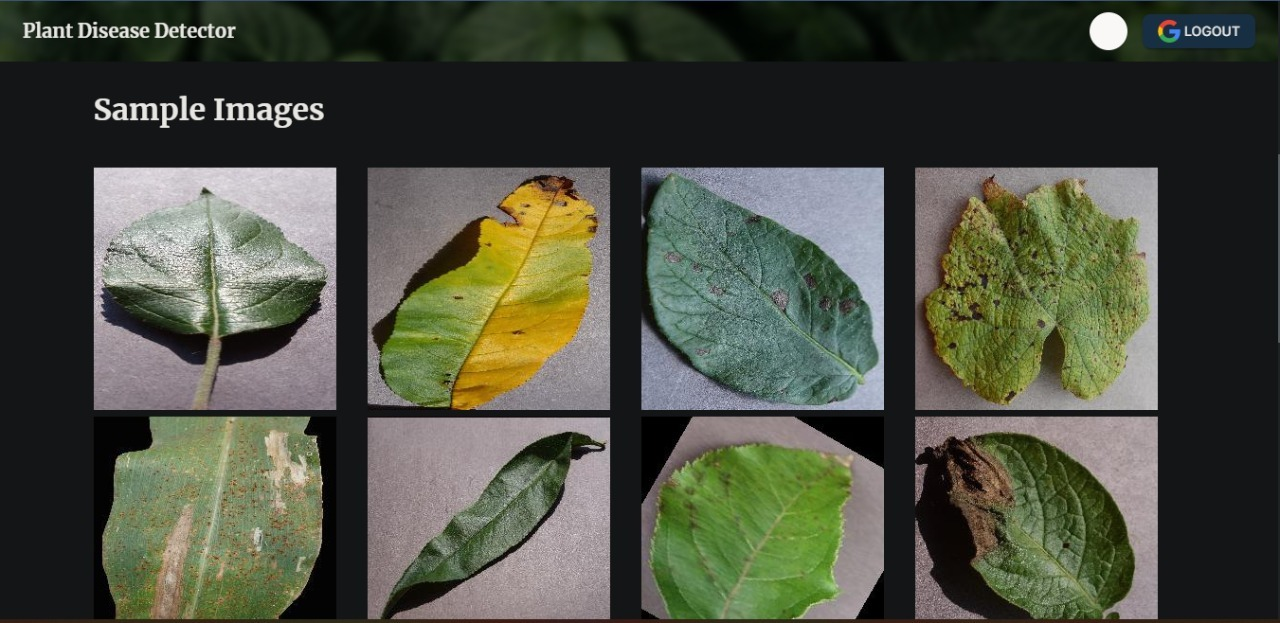 Plant Disease Detector
LOGOUT
Sample Images